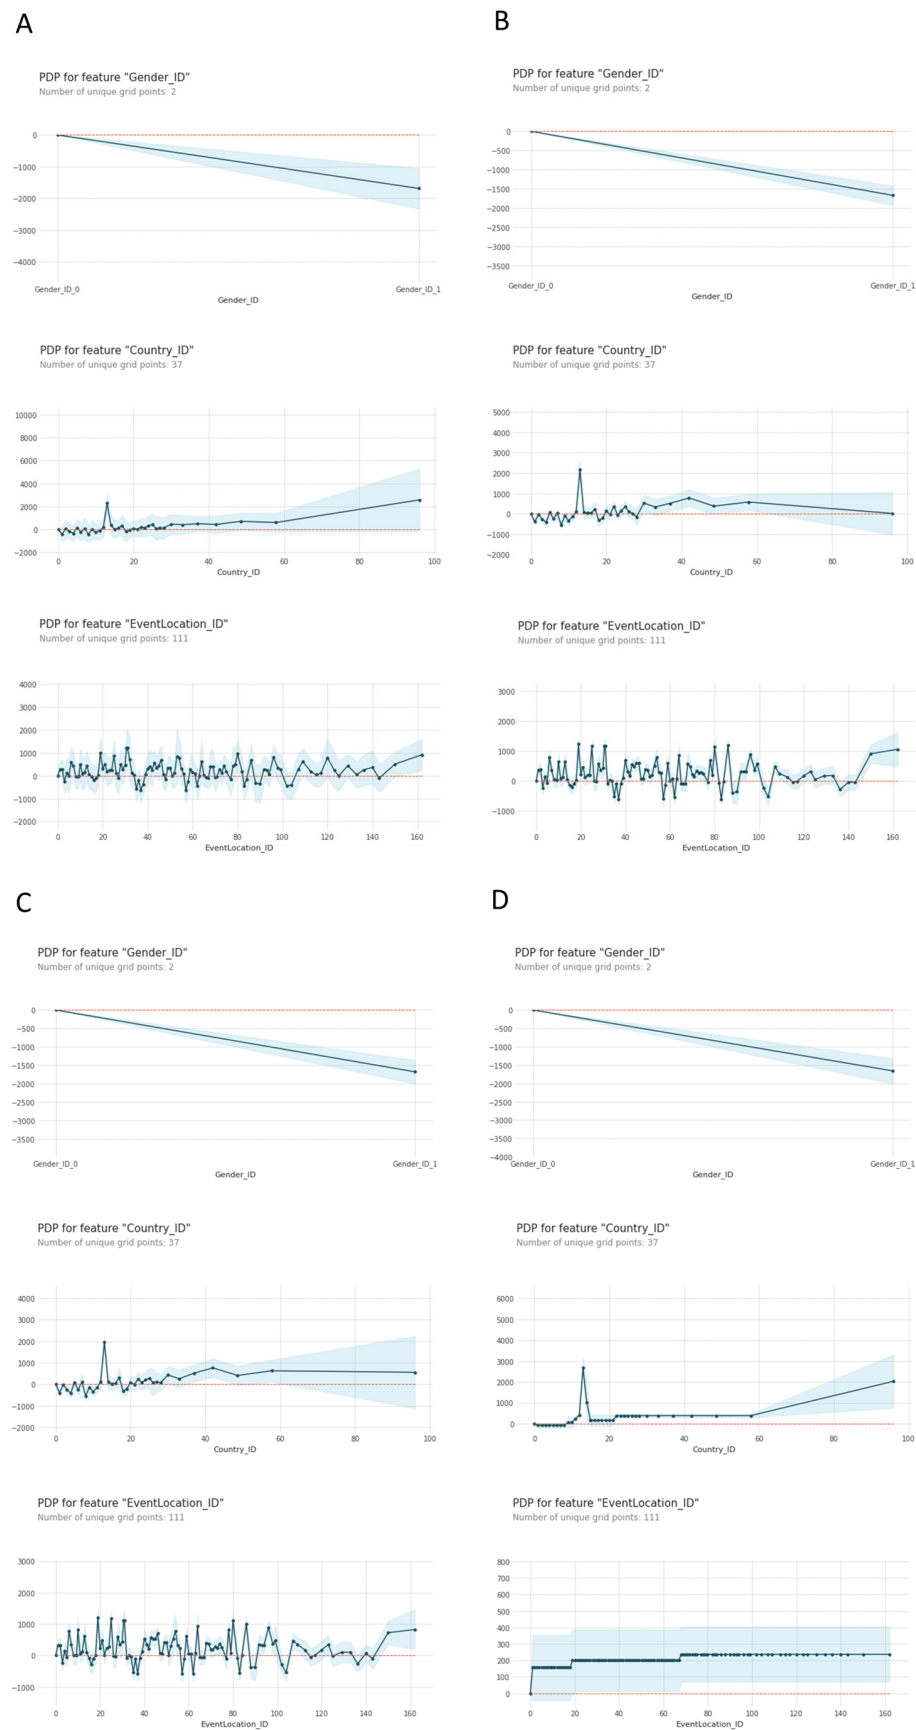 A
PDP for feature "Gender_ID"
Number of unique grid points: 2
0
−1000
−2000
−3000
−4000
Gender_ID_0 Gender_ID_1
Gender_ID
PDP for feature "Country_ID"
Number of unique grid points: 37
10000
8000
6000
4000
2000
0
−2000
0 20 40 60 80 100
Country_ID
PDP for feature "EventLocation_ID"
Number of unique grid points: 111
4000
3000
2000
1000
0
−1000
−2000
0 20 40 60 80 100 120 140 160
EventLocation_ID
B
PDP for feature "Gender_ID"
Number of unique grid points: 2
0
−500
−1000
−1500
−2000
−2500
−3000
−3500
Gender_ID_0 Gender_ID_1
Gender_ID
PDP for feature "Country_ID"
Number of unique grid points: 37
5000
4000
3000
2000
1000
0
−1000
−2000
0 20 40 60 80 100
Country_ID
PDP for feature "EventLocation_ID"
Number of unique grid points: 111
3000
2000
1000
0
−1000
0 20 40 60 80 100 120 140 160
EventLocation_ID
C
PDP for feature "Gender_ID"
Number of unique grid points: 2
0
−500
−1000
−1500
−2000
−2500
−3000
−3500
Gender_ID_0 Gender_ID_1
Gender_ID
PDP for feature "Country_ID"
Number of unique grid points: 37
4000
3000
2000
1000
0
−1000
−2000
0 20 40 60 80 100
Country_ID
PDP for feature "EventLocation_ID"
Number of unique grid points: 111
3000
2000
1000
0
−1000
0 20 40 60 80 100 120 140 160
EventLocation_ID
D
PDP for feature "Gender_ID"
Number of unique grid points: 2
0
−500
−1000
−1500
−2000
−2500
−3000
−3500
−4000
Gender_ID_0 Gender_ID_1
Gender_ID
PDP for feature "Country_ID"
Number of unique grid points: 37
6000
5000
4000
3000
2000
1000
0
0 20 40 60 80 100
Country_ID
PDP for feature "EventLocation_ID"
Number of unique grid points: 111
800
700
600
500
400
300
200
100
0
0 20 40 60 80 100 120 140 160
EventLocation_ID